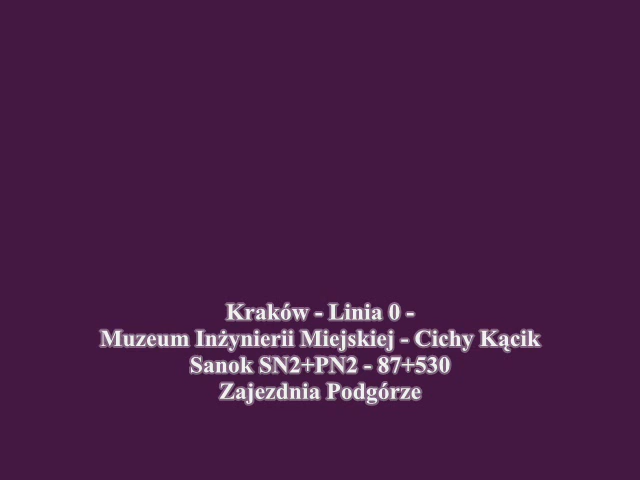 Kraków - Linia 0 -
Muzeum Inżynierii Miejskiej - Cichy Kącik
Sanok SN2+PN2 - 87+530
Zajezdnia Podgórze